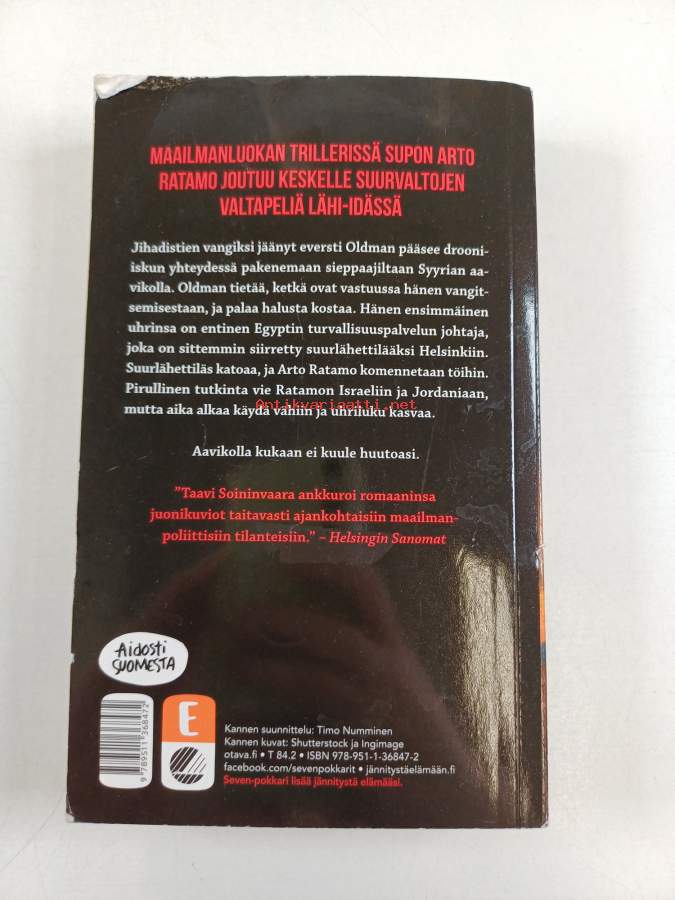 MAAILMANLUOKAN TRILLERISSÄ SUPON ARTO
RATAMO JOUTUU KESKELLE SUURVALTOJEN
VALTAPELIÄ LÄHI-IDÄSSÄ
Jihadistien vangiksi jäänyt eversti Oldman pääsee drooni-
iskun yhteydessä pakenemaan sieppaajiltaan Syyrian aa-
vikolla. Oldman tietää, ketkä ovat vastuussa hänen vangit-
semisestaan, ja palaa halusta kostaa. Hänen ensimmäinen
uhrinsa on entinen Egyptin turvallisuuspalvelun johtaja,
joka on sittemmin siirretty suurlähettilääksi Helsinkiin.
Suurlähettiläs katoaa, ja Arto Ratamo komennetaan töihin.
Pirullinen tutkinta vie Ratamon Israeliin ja Jordaniaan,
mutta aika alkaa käydä vähiin ja uhriluku kasvaa.
Antikvariaatti.net
Aavikolla kukaan ei kuule huutoasi.
"Taavi Soininvaara ankkuroi romaaninsa
juonikuviot taitavasti ajankohtaisiin maailman-
poliittisiin tilanteisiin." – Helsingin Sanomat
Aidosti
SUOMESTA
9 789511 368472
E
Kannen suunnittelu: Timo Numminen
Kannen kuvat: Shutterstock ja Ingimage
otava.fi • T 84.2 • ISBN 978-951-1-36847-2
facebook.com/sevenpokkarit • jännitystäelämään.fi
Seven-pokkari lisää jännitystä elämääsi.